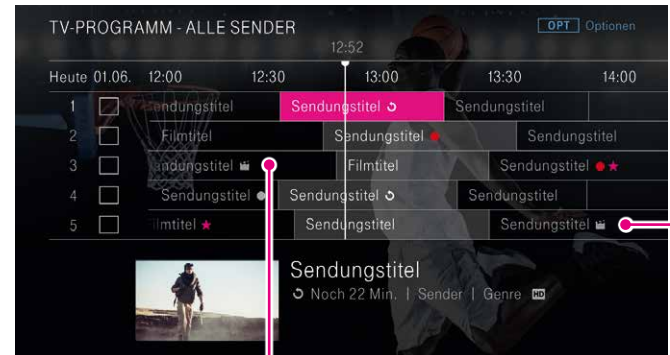 TV-PROGRAMM - ALLE SENDER
OPT Optionen
12:52
Heute 01.06. 12:00 12:30 13:00 13:30 14:00
1 Sendungstitel Sendungstitel Sendungstitel
2 Filmtitel Sendungstitel Sendungstitel
3 endungstitel Filmtitel Sendungstitel
4 Sendungstitel Sendungstitel Sendungstitel
5 ilmtitel Sendungstitel Sendungstitel
Sendungstitel
Noch 22 Min. | Sender | Genre HD